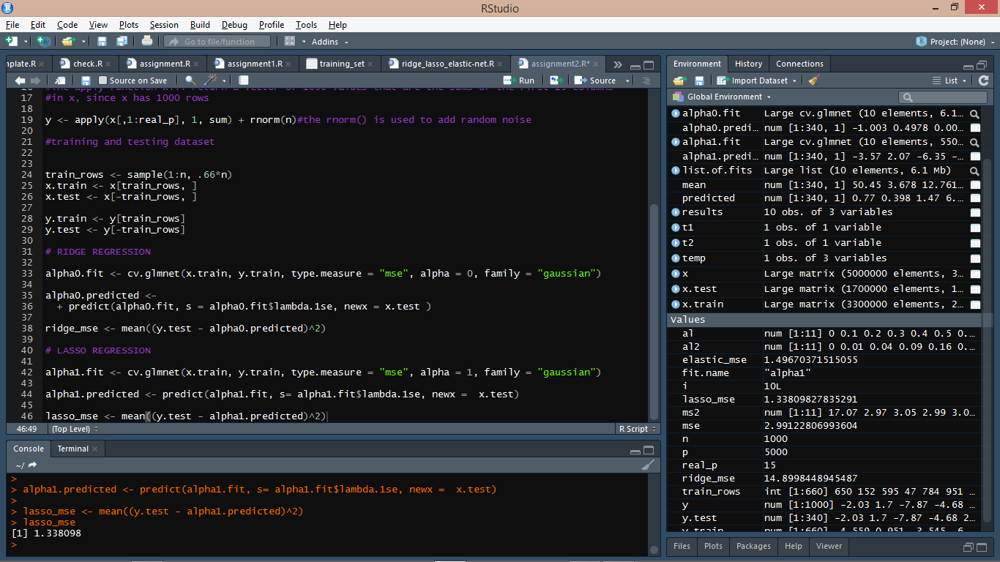 RStudio
File Edit Code View Plots Session Build Debug Profile Tools Help
Go to file/function Addins Project: (None)
mplate.R check.R assignment.R assignment1.R training_set ridge_lasso_elastic-net.R assignment2.R*
Source on Save Run Source
16
17 #in x, since x has 1000 rows
18
19 y <- apply(x[,1:real_p], 1, sum) + rnorm(n)#the rnorm() is used to add random noise
20
21 #training and testing dataset
22
23
24 train_rows <- sample(1:n, .66*n)
25 x.train <- x[train_rows, ]
26 x.test <- x[-train_rows, ]
27
28 y.train <- y[train_rows]
29 y.test <- y[-train_rows]
30
31 # RIDGE REGRESSION
32
33 alpha0.fit <- cv.glmnet(x.train, y.train, type.measure = "mse", alpha = 0, family = "gaussian")
34
35 alpha0.predicted <-
36 + predict(alpha0.fit, s = alpha0.fit$lambda.1se, newx = x.test )
37
38 ridge_mse <- mean((y.test - alpha0.predicted)^2)
39
40 # LASSO REGRESSION
41
42 alpha1.fit <- cv.glmnet(x.train, y.train, type.measure = "mse", alpha = 1, family = "gaussian")
43
44 alpha1.predicted <- predict(alpha1.fit, s= alpha1.fit$lambda.1se, newx =  x.test)
45
46 lasso_mse <- mean((y.test - alpha1.predicted)^2)
46:49 (Top Level) R Script
Console Terminal
~/
>
> alpha1.predicted <- predict(alpha1.fit, s= alpha1.fit$lambda.1se, newx =  x.test)
>
> lasso_mse <- mean((y.test - alpha1.predicted)^2)
> lasso_mse
[1] 1.338098
>
Environment History Connections
Import Dataset List
Global Environment
alpha0.fit Large cv.glmnet (10 elements, 6.1…
alpha0.predi… num [1:340, 1] -1.003 0.4978 0.00…
alpha1.fit Large cv.glmnet (10 elements, 550…
alpha1.predi… num [1:340, 1] -3.57 2.07 -6.35 -…
list.of.fits Large list (10 elements, 6.1 Mb)
mean num [1:340, 1] 50.45 3.678 12.761…
predicted num [1:340, 1] 0.77 0.398 1.47 6.…
results 10 obs. of 3 variables
t1 1 obs. of 1 variable
t2 1 obs. of 1 variable
temp 1 obs. of 3 variables
x Large matrix (5000000 elements, 3…
x.test Large matrix (1700000 elements, 1…
x.train Large matrix (3300000 elements, 2…
Values
al num [1:11] 0 0.1 0.2 0.3 0.4 0.5 0.…
al2 num [1:11] 0 0.01 0.04 0.09 0.16 0.…
elastic_mse 1.49670371515055
fit.name "alpha1"
i 10L
lasso_mse 1.33809827835291
ms2 num [1:11] 17.07 2.97 3.05 2.99 3.0…
mse 2.99122806993604
n 1000
p 5000
real_p 15
ridge_mse 14.8998448945487
train_rows int [1:660] 650 152 595 47 784 951 …
y num [1:1000] -2.03 1.7 -7.87 -4.68 …
y.test num [1:340] -2.03 1.7 -7.87 -4.68 2…
y.train num [1:660]
Files Plots Packages Help Viewer